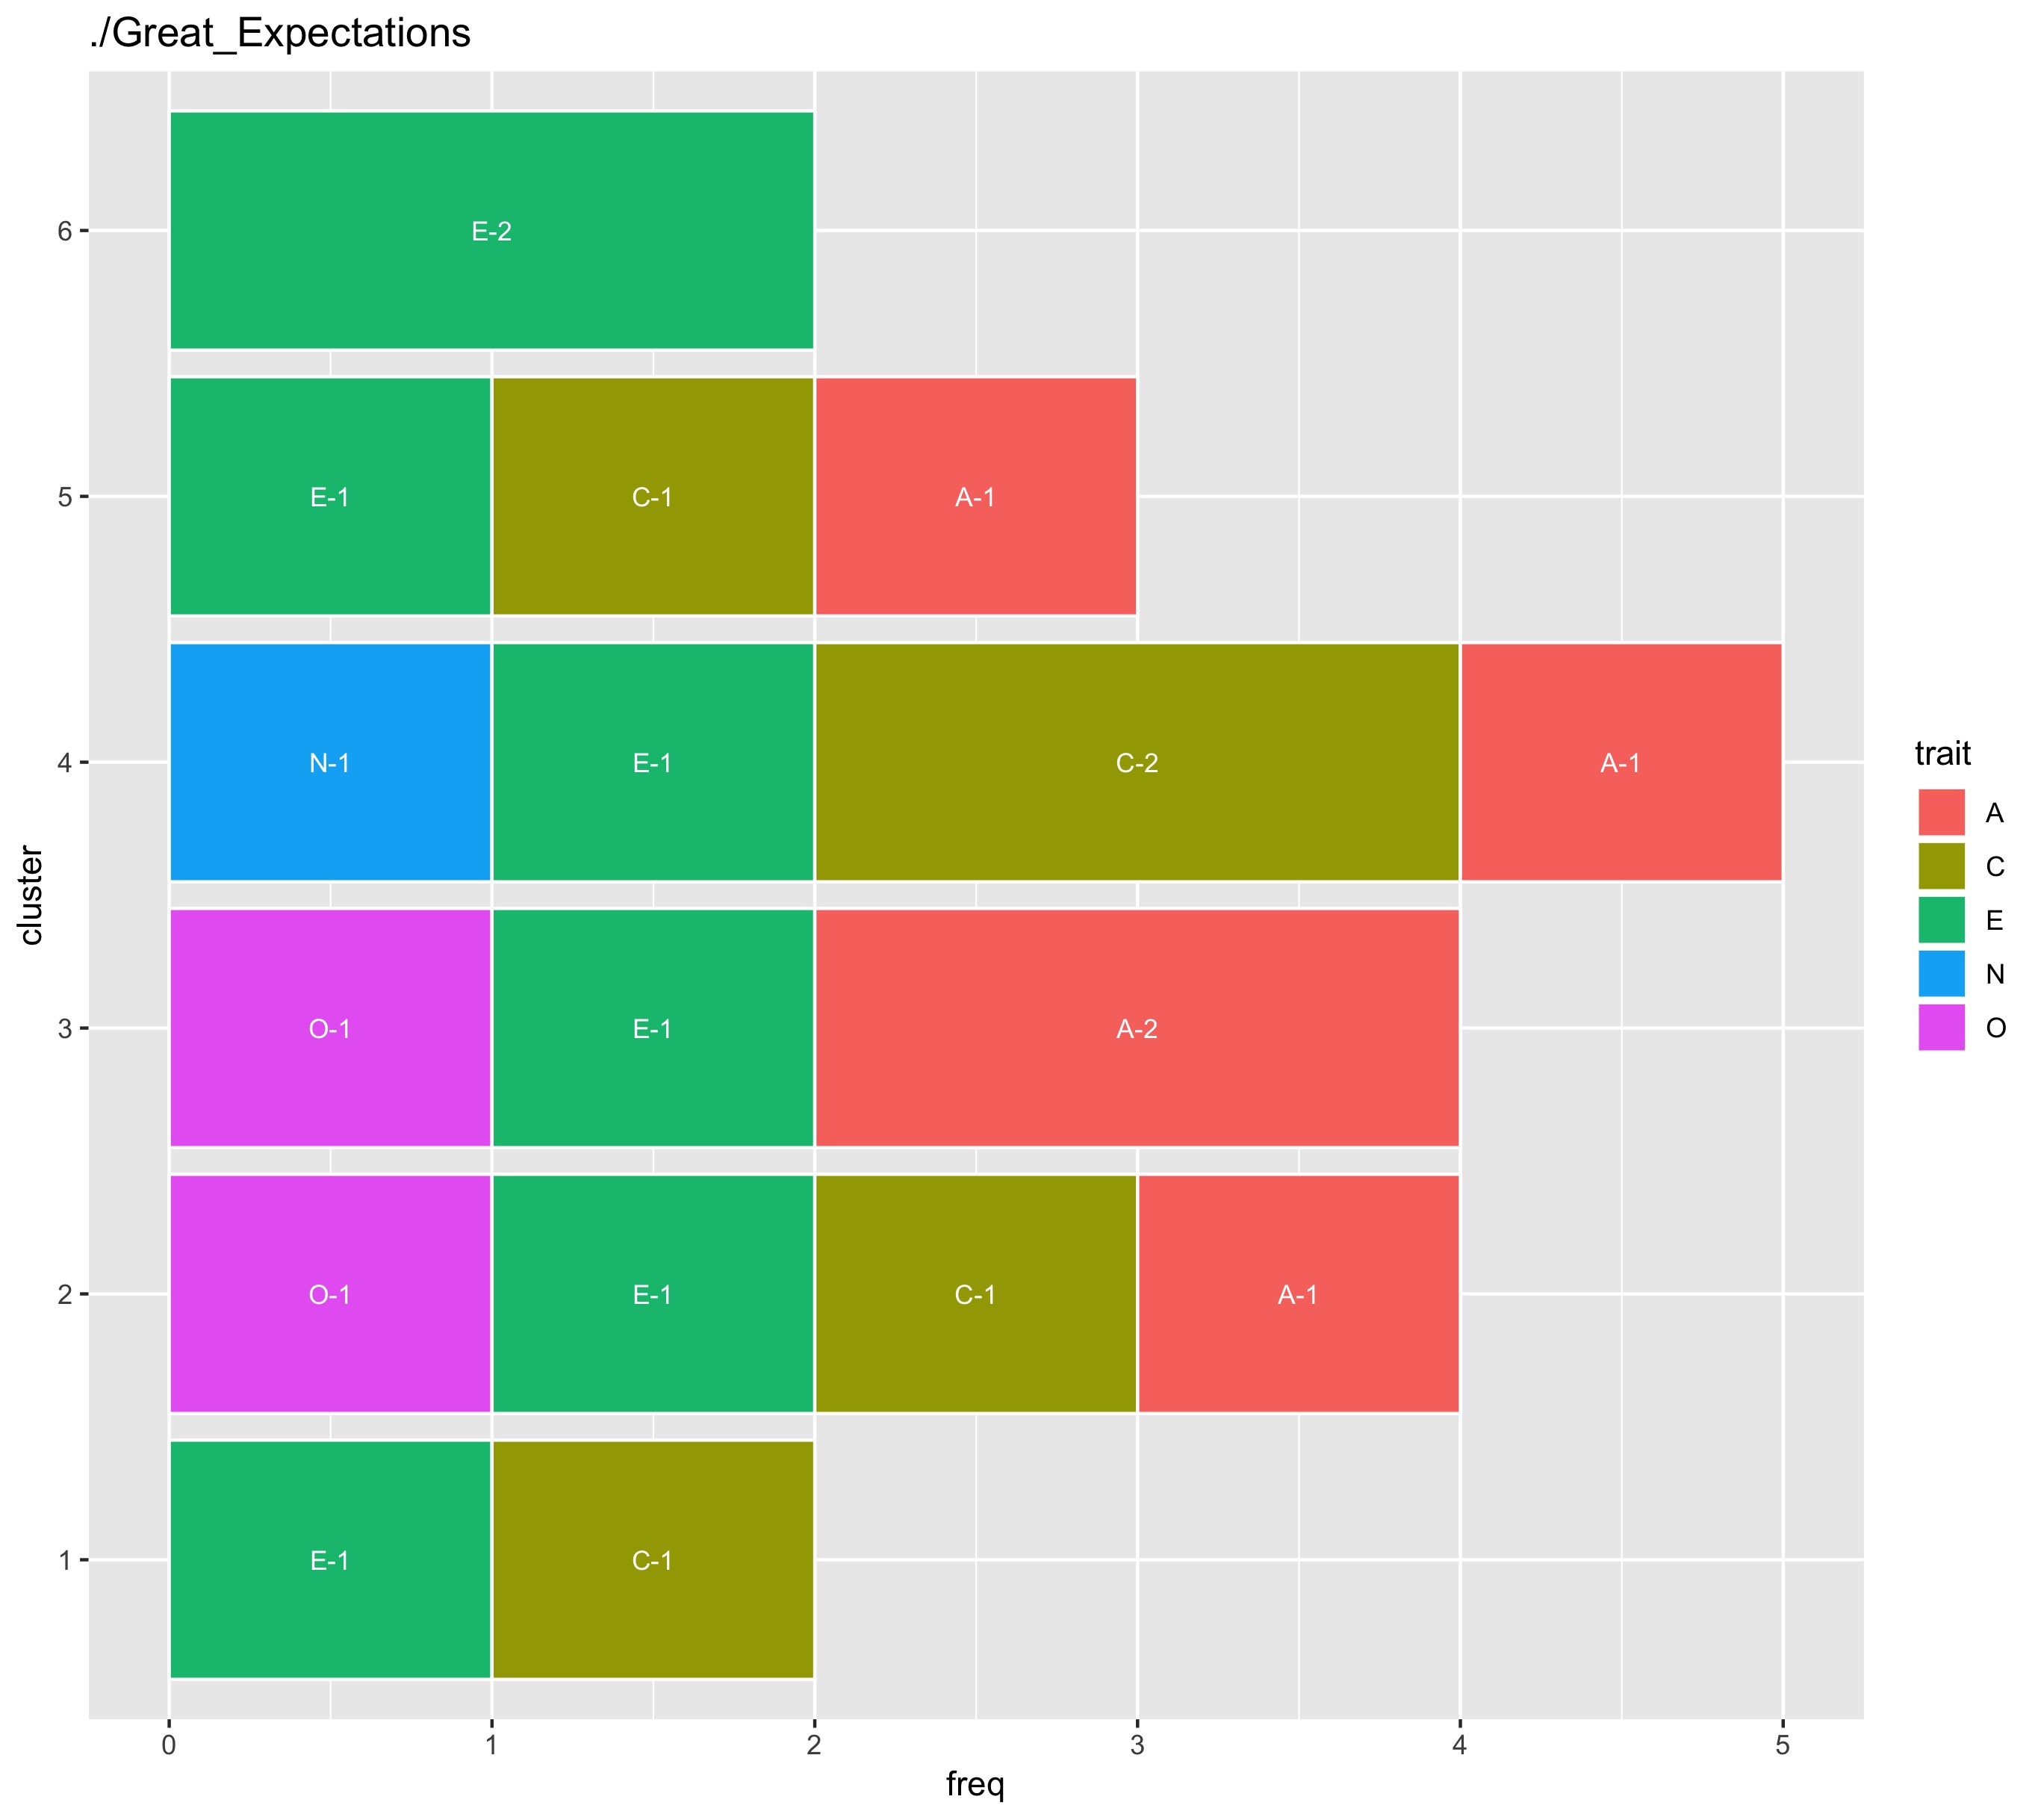 ./Great_Expectations
6
E-2
5
E-1 C-1 A-1
4
N-1 E-1 C-2 A-1
cluster
3
O-1 E-1 A-2
2
O-1 E-1 C-1 A-1
1
E-1 C-1
0 1 2 3 4 5
freq
trait
A
C
E
N
O